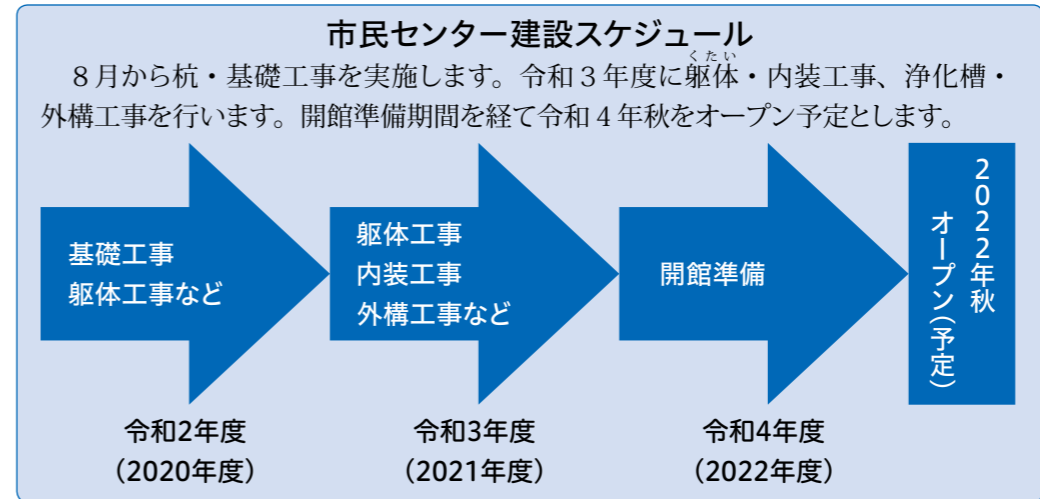 市民センター建設スケジュール
8月から杭・基礎工事を実施します。令和3年度に躯体・内装工事、浄化槽・
くたい
外構工事を行います。開館準備期間を経て令和4年秋をオープン予定とします。
基礎工事
躯体工事など
躯体工事
内装工事
外構工事など
開館準備
2022年秋
オープン(予定)
令和2年度
(2020年度)
令和3年度
(2021年度)
令和4年度
(2022年度)